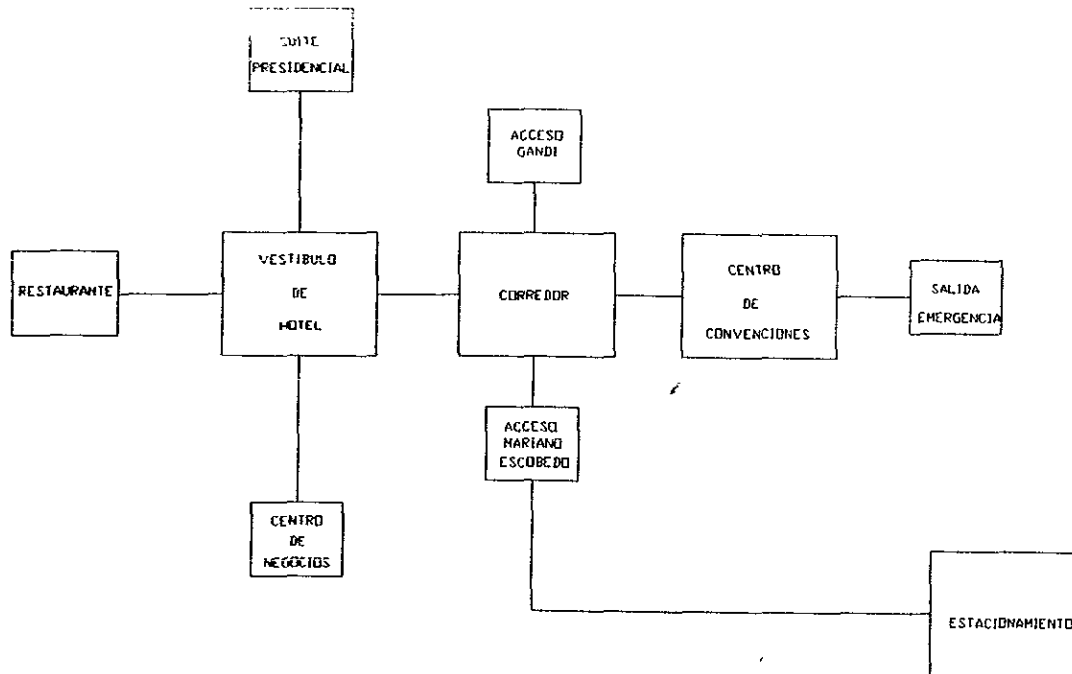 SUITE
PRESIDENCIAL
ACCESO
GANDI
RESTAURANTE
VESTIBULO
DE
HOTEL
CORREDOR
CENTRO
DE
CONVENCIONES
SALIDA
EMERGENCIA
ACCESO
MARIANO
ESCOBEDO
CENTRO
DE
NEGOCIOS
ESTACIONAMIENTO